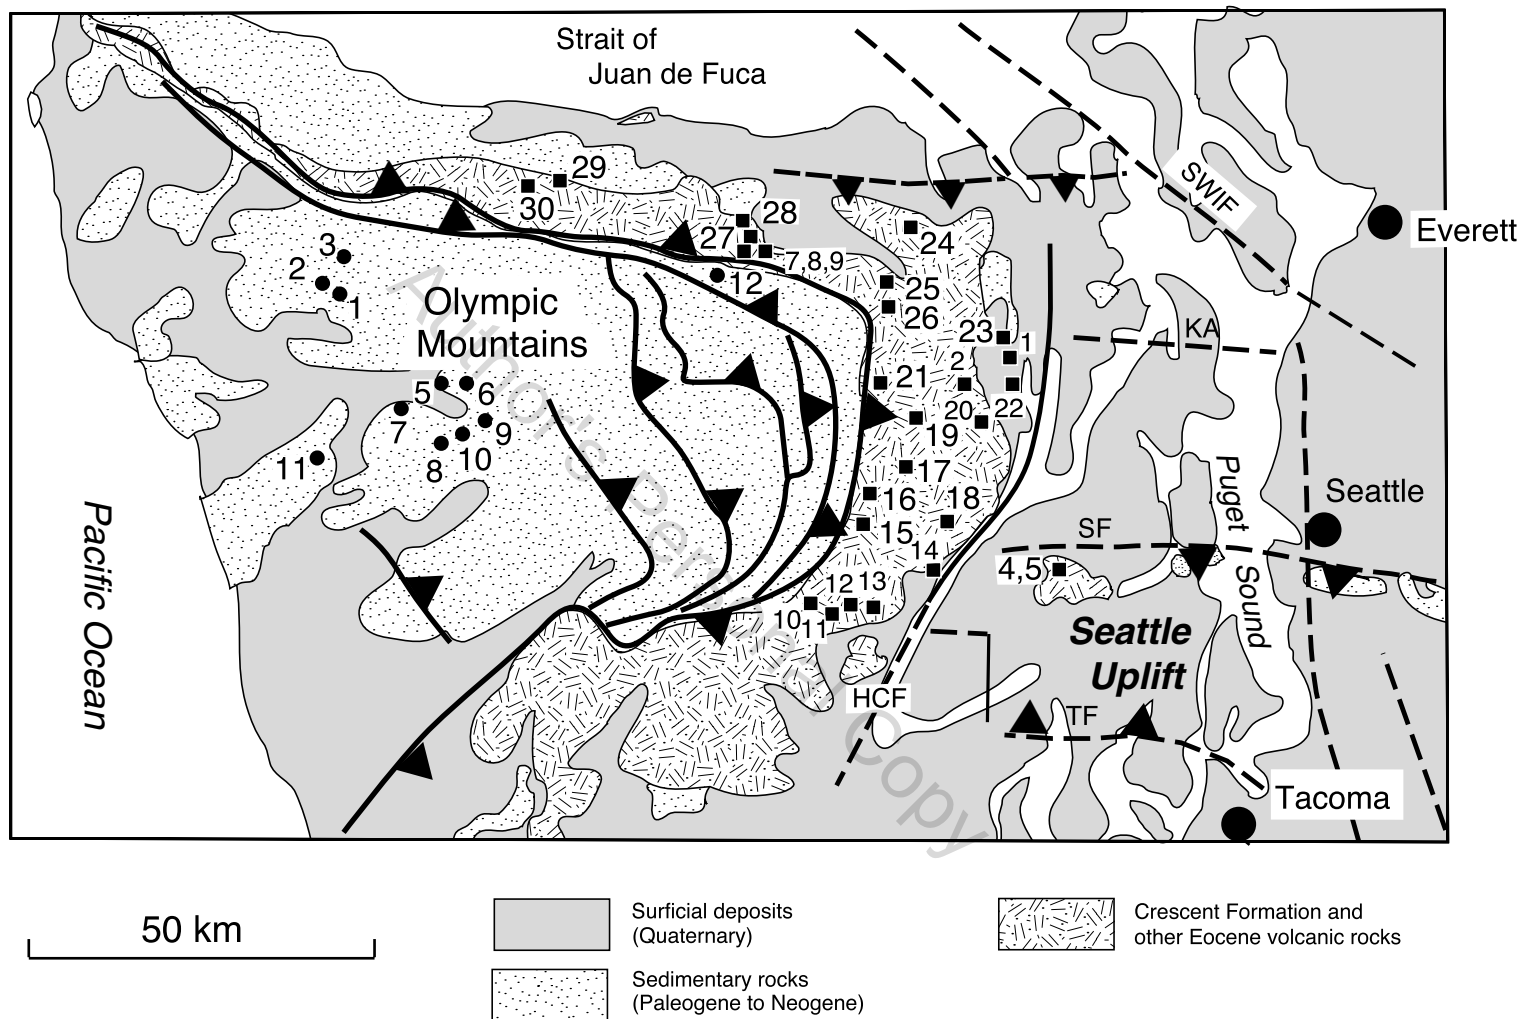 Strait of
Juan de Fuca
SWIF
Everett
29
30
28
27
7,8,9
24
3
2
1
12
25
26
Olympic
Mountains
23
1
KA
2
21
22
20
19
5
6
7
9
8
10
11
17
16
18
15
14
Puget
Sound
Seattle
SF
4,5
12
13
10
11
Pacific Ocean
Seattle
Uplift
HCF
TF
Tacoma
Author's Personal Copy
50 km
Surficial deposits
(Quaternary)
Sedimentary rocks
(Paleogene to Neogene)
Crescent Formation and
other Eocene volcanic rocks